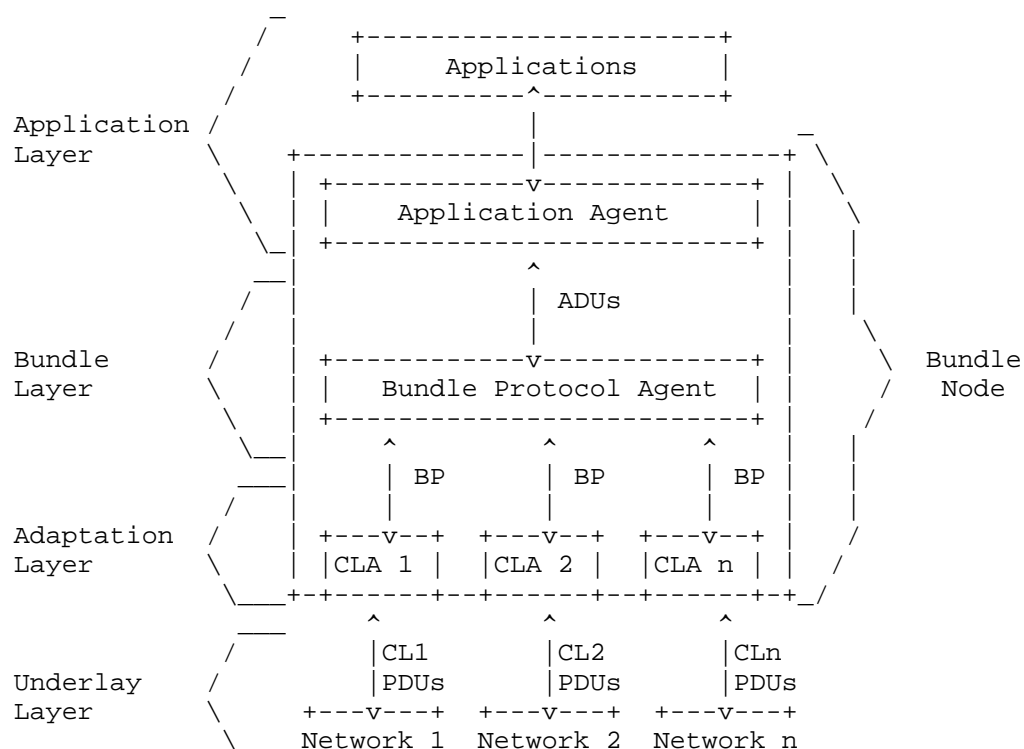 Applications
Application
Layer
Application Agent
ADUs
Bundle Bundle
Layer Bundle Protocol Agent Node
BP BP BP
Adaptation
Layer CLA 1 CLA 2 CLA n
CL1 CL2 CLn
Underlay PDUs PDUs PDUs
Layer
Network 1 Network 2 Network n